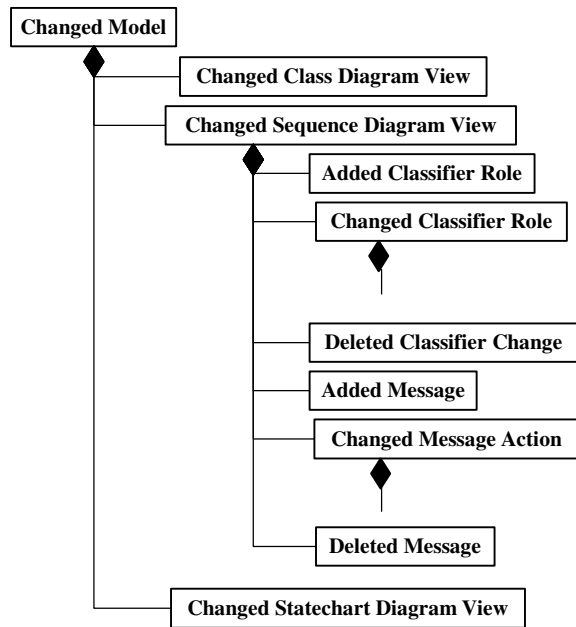 Changed Model
Changed Class Diagram View
Changed Sequence Diagram View
Added Classifier Role
Changed Classifier Role
Deleted Classifier Change
Added Message
Changed Message Action
Deleted Message
Changed Statechart Diagram View